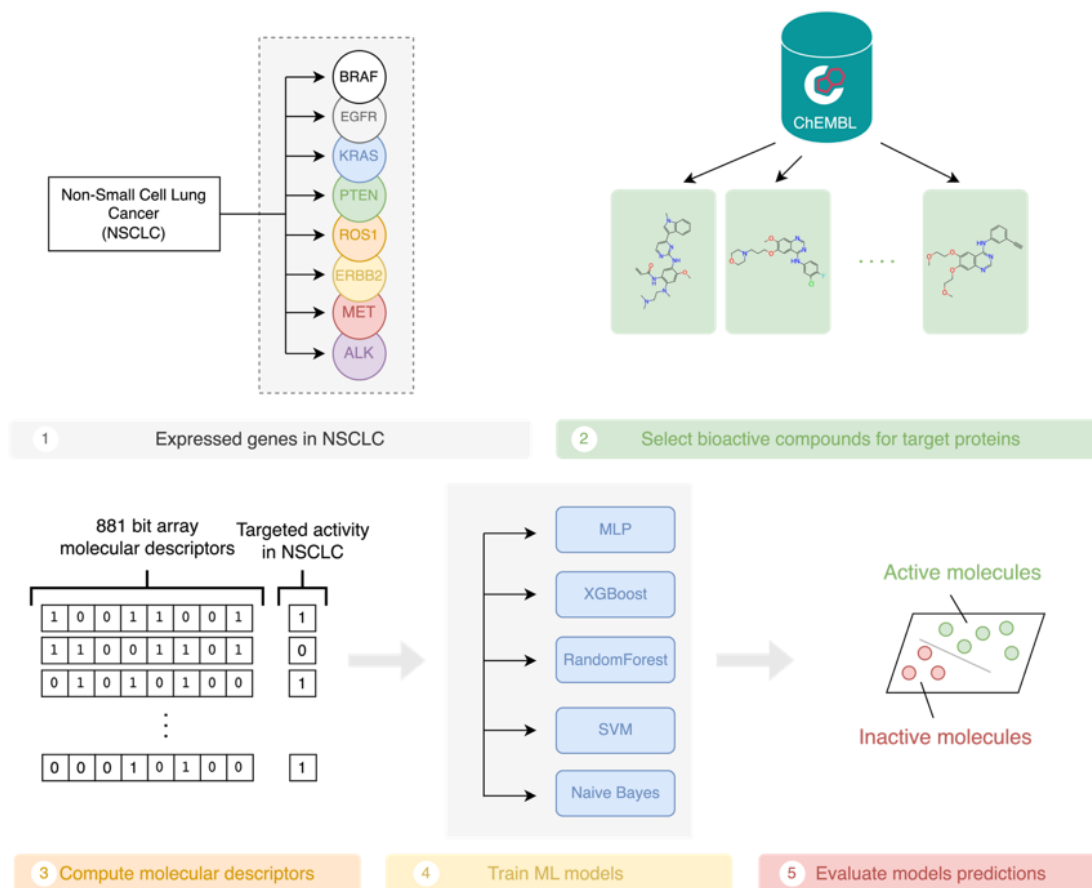 BRAF
EGFR
KRAS
PTEN
ROS1
ERBB2
MET
ALK
Non-Small Cell Lung
Cancer
(NSCLC)
ChEMBL
1 Expressed genes in NSCLC
2 Select bioactive compounds for target proteins
881 bit array
molecular descriptors
Targeted activity
in NSCLC
1 0 0 1 1 0 0 1 1
1 1 0 0 1 1 0 1 0
0 1 0 1 0 1 0 0 1
0 0 0 1 0 1 0 0 1
MLP
XGBoost
RandomForest
SVM
Naive Bayes
Active molecules
Inactive molecules
3 Compute molecular descriptors
4 Train ML models
5 Evaluate models predictions